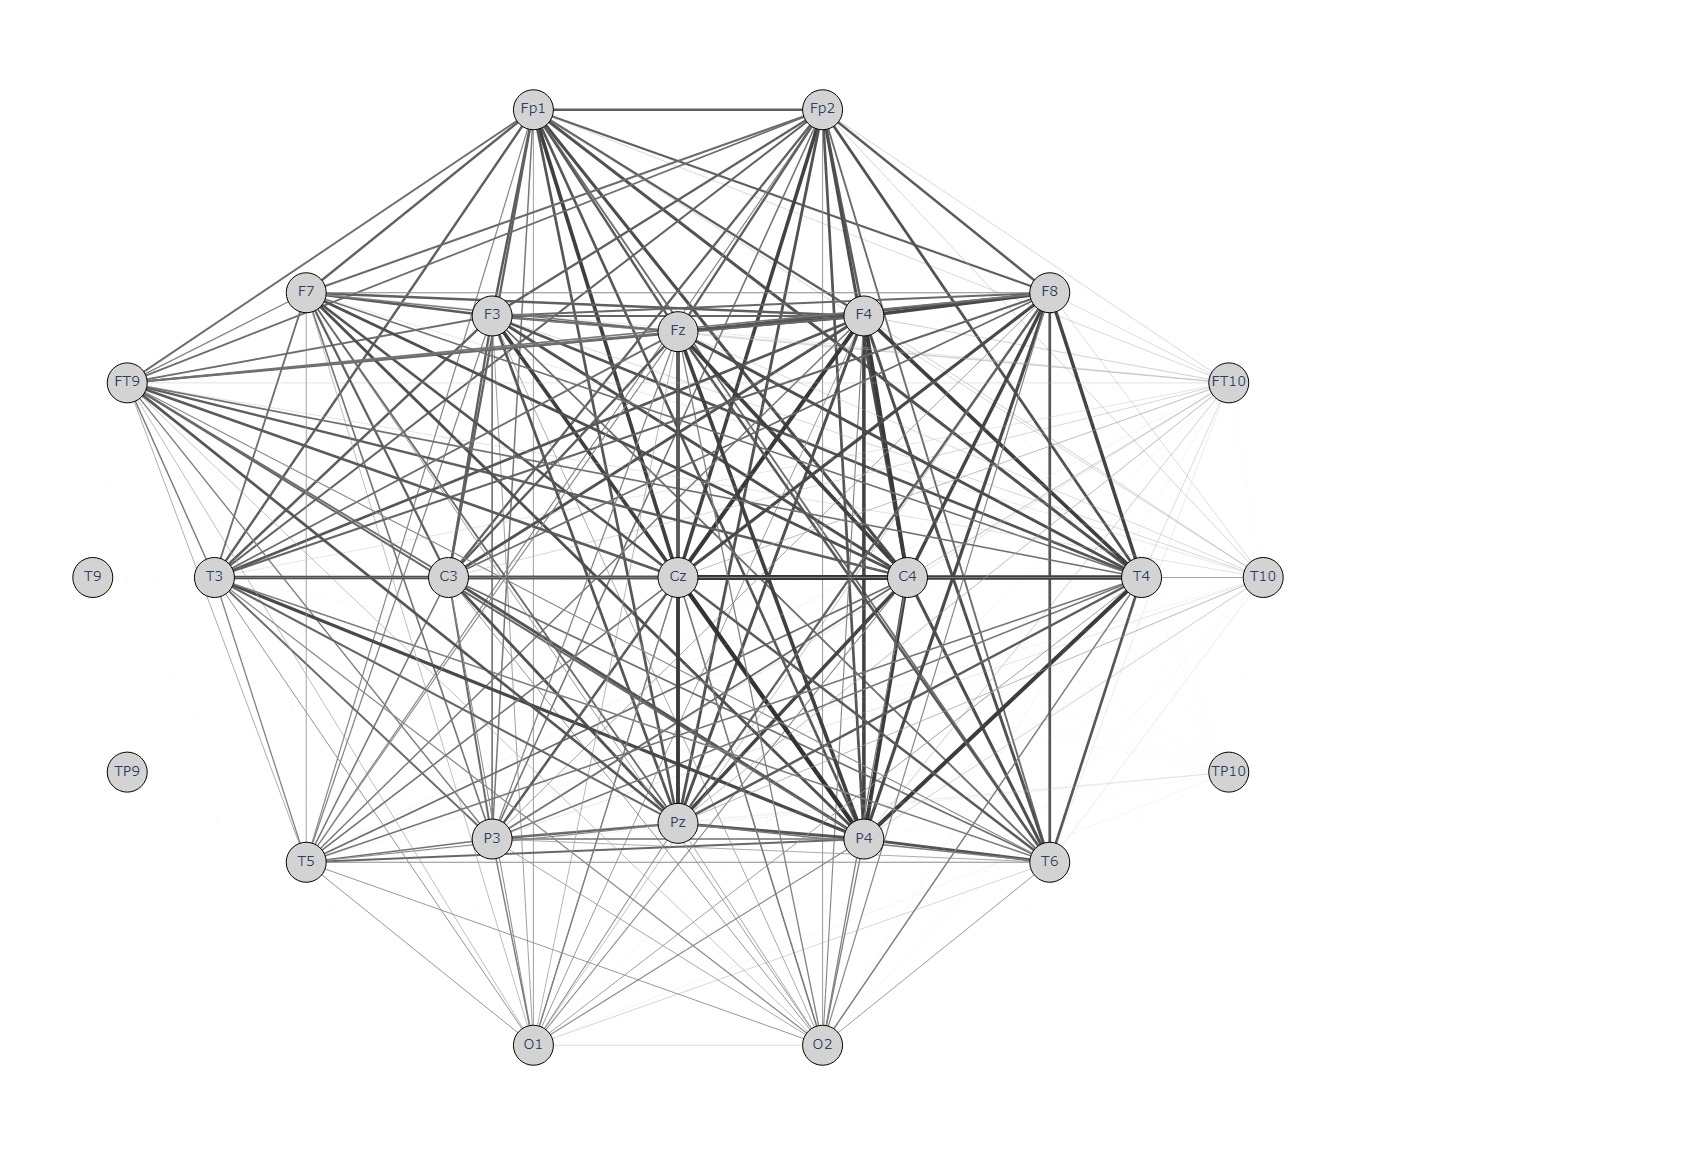 Fp1 Fp2
F7 F3 Fz F4 F8
FT9 FT10
T9 T3 C3 Cz C4 T4 T10
TP9 TP10
T5 P3 Pz P4 T6
O1 O2